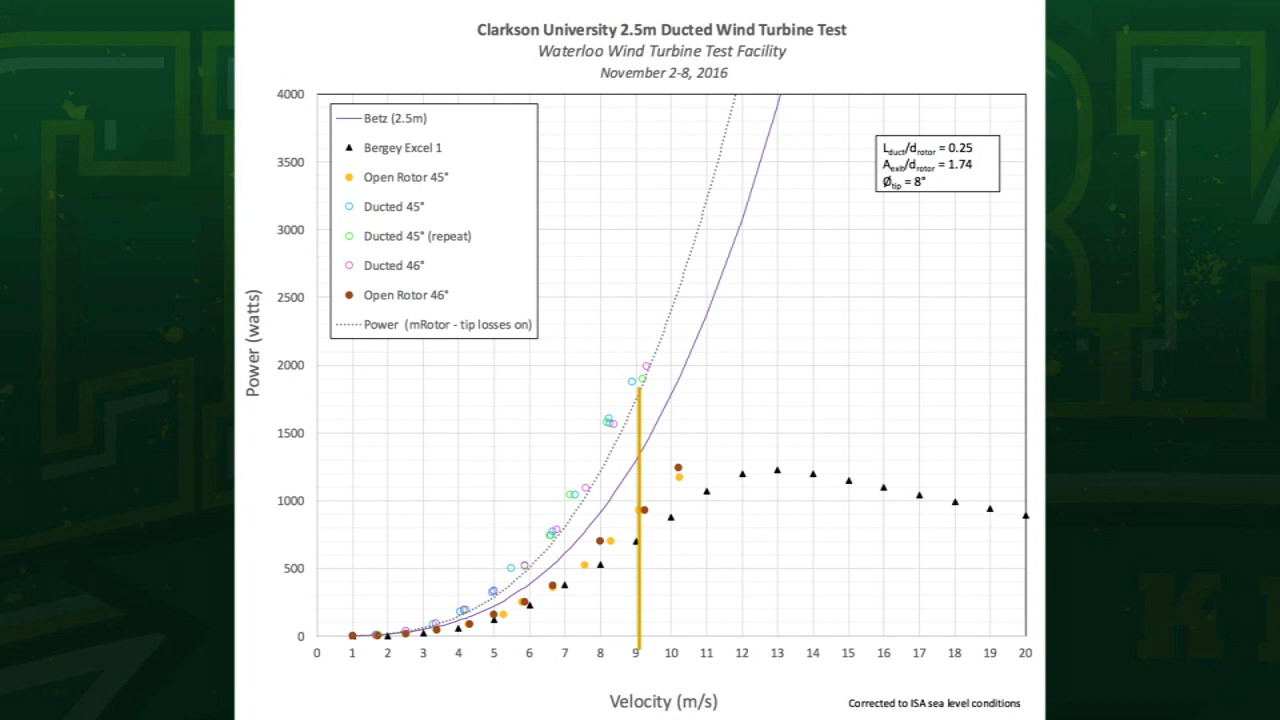 Clarkson University 2.5m Ducted Wind Turbine Test
Waterloo Wind Turbine Test Facility
November 2-8, 2016
4000
3500
3000
2500
2000
1500
1000
500
0
Power (watts)
Betz (2.5m)
Bergey Excel 1
Open Rotor 45°
Ducted 45°
Ducted 45° (repeat)
Ducted 46°
Open Rotor 46°
Power (mRotor - tip losses on)
Lduct/drotor = 0.25
Aexit/drotor = 1.74
Øtip = 8°
0 1 2 3 4 5 6 7 8 9 10 11 12 13 14 15 16 17 18 19 20
Velocity (m/s)
Corrected to ISA sea level conditions